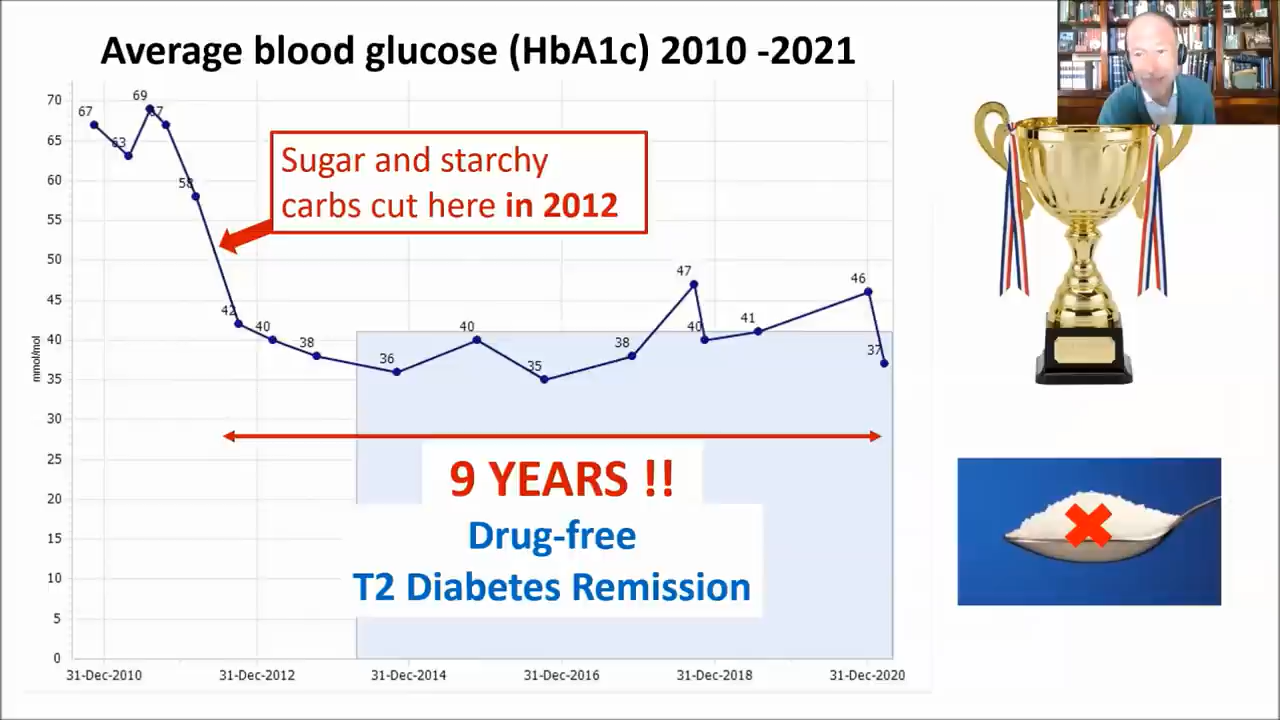 Average blood glucose (HbA1c) 2010 -2021
70
65
60
55
50
45
40
35
30
25
20
15
10
5
0
mmol/mol
67
63
69
67
58
42
40
38
36
40
35
38
47
40
41
46
37
Sugar and starchy
carbs cut here in 2012
9 YEARS !!
Drug-free
T2 Diabetes Remission
31-Dec-2010
31-Dec-2012
31-Dec-2014
31-Dec-2016
31-Dec-2018
31-Dec-2020